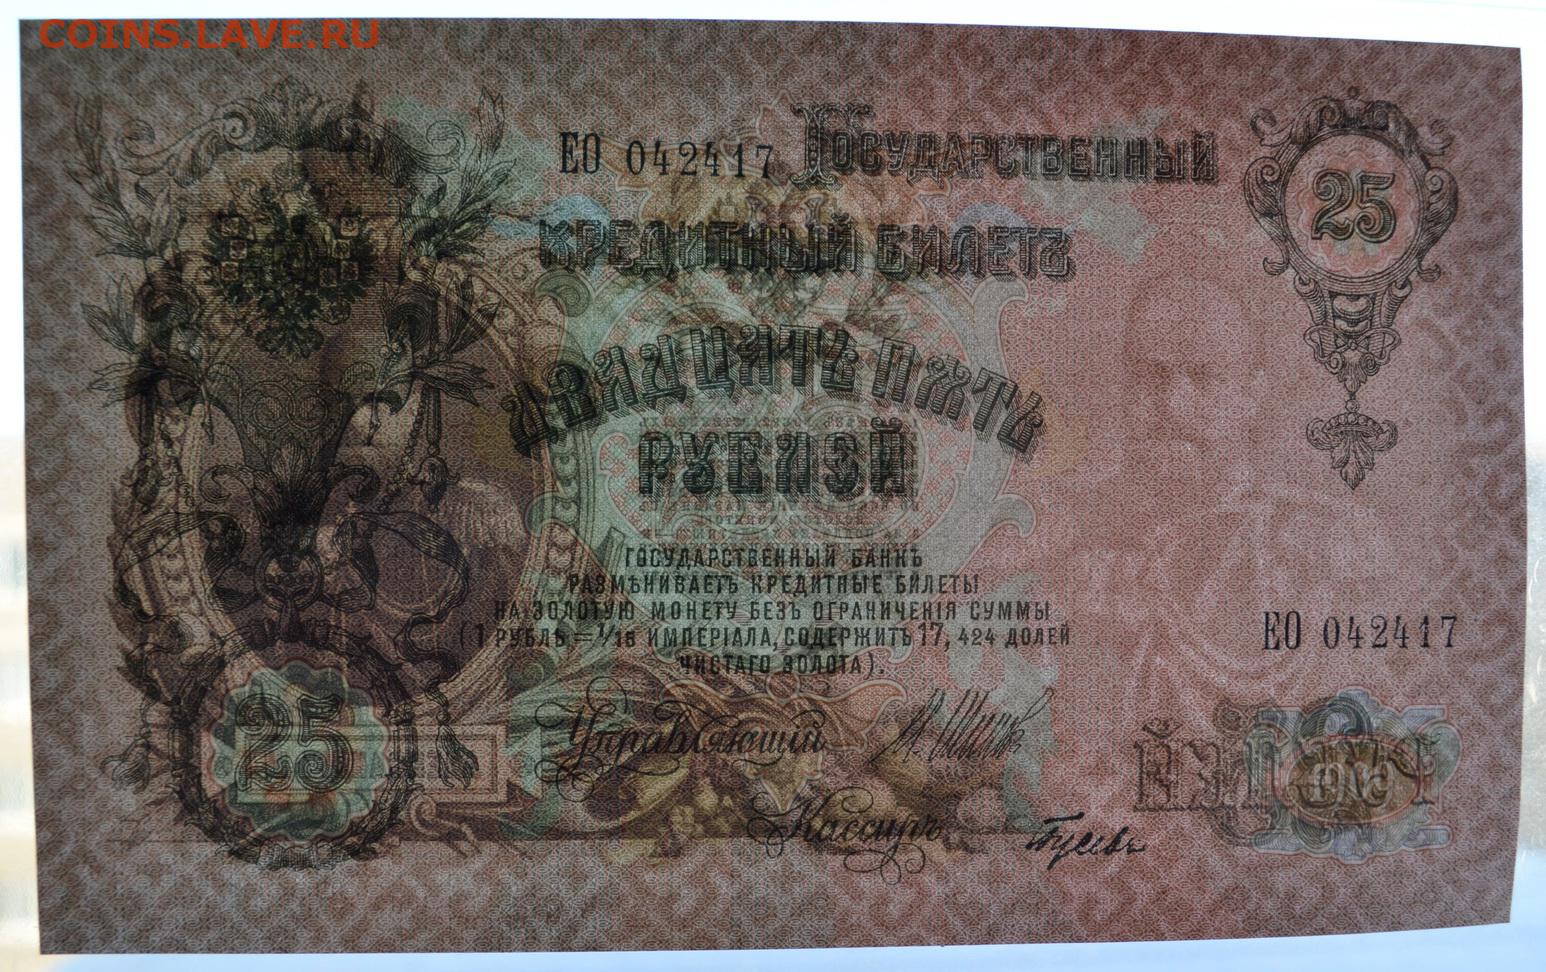 COINS.LAVE.RU
ЕО 042417
ГОСУДАРСТВЕННЫЙ
КРЕДИТНЫЙ БИЛЕТЪ
25
ДВАДЦАТЬ ПЯТЬ
РУБЛЕЙ
ГОСУДАРСТВЕННЫЙ БАНКЪ
РАЗМѢНИВАЕТЪ КРЕДИТНЫЕ БИЛЕТЫ
НА ЗОЛОТУЮ МОНЕТУ БЕЗЪ ОГРАНИЧЕНІЯ СУММЫ
(1 РУБЛЬ = 1/15 ИМПЕРІАЛА, СОДЕРЖИТЪ 17, 424 ДОЛЕЙ
ЧИСТАГО ЗОЛОТА).
ЕО 042417
25
Управляющій И. Шипов
Кассиръ Гусевъ